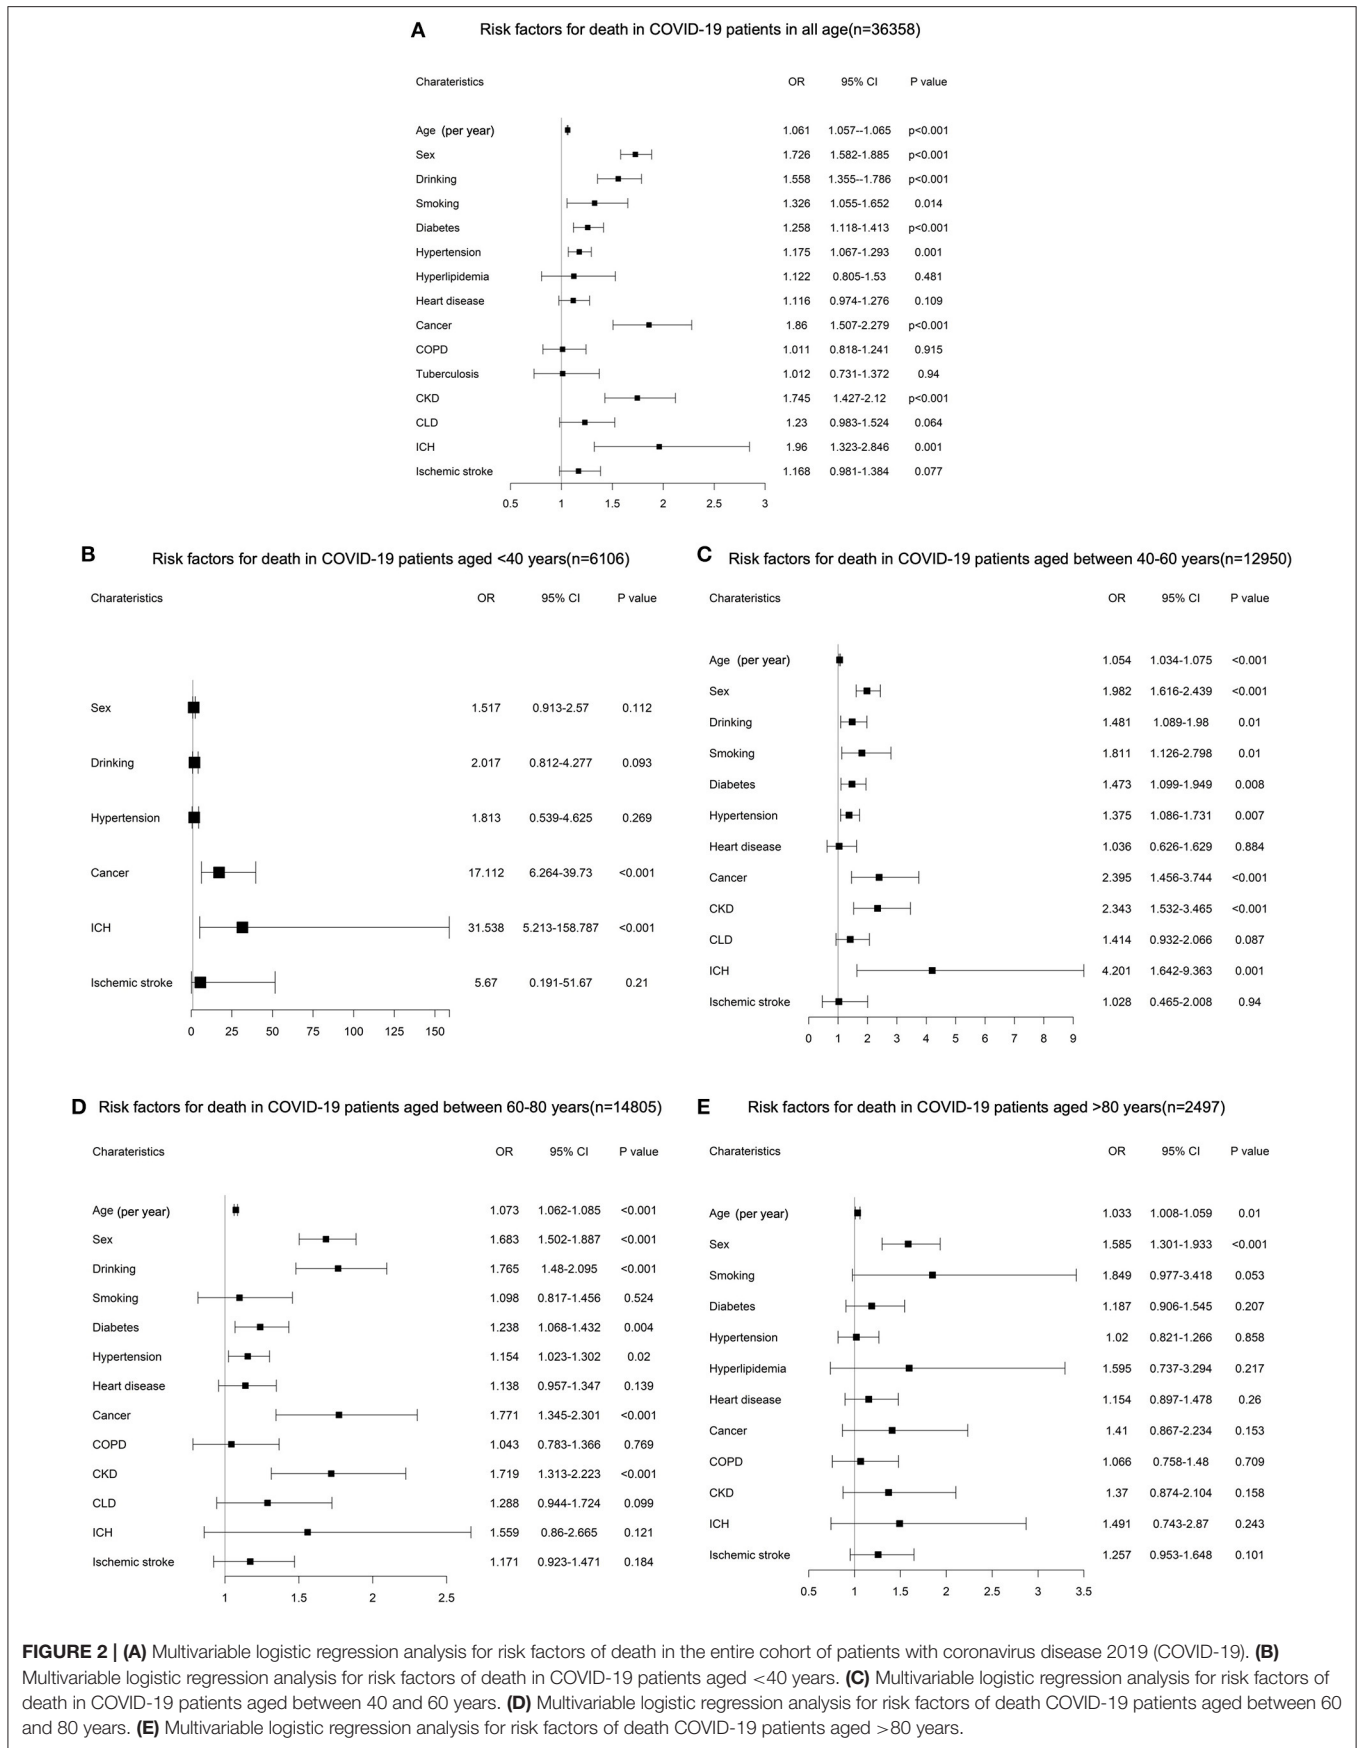 A Risk factors for death in COVID-19 patients in all age(n=36358)
Charateristics OR 95% CI P value
Age (per year) 1.061 1.057--1.065 p<0.001
Sex 1.726 1.582-1.885 p<0.001
Drinking 1.558 1.355--1.786 p<0.001
Smoking 1.326 1.055-1.652 0.014
Diabetes 1.258 1.118-1.413 p<0.001
Hypertension 1.175 1.067-1.293 0.001
Hyperlipidemia 1.122 0.805-1.53 0.481
Heart disease 1.116 0.974-1.276 0.109
Cancer 1.86 1.507-2.279 p<0.001
COPD 1.011 0.818-1.241 0.915
Tuberculosis 1.012 0.731-1.372 0.94
CKD 1.745 1.427-2.12 p<0.001
CLD 1.23 0.983-1.524 0.064
ICH 1.96 1.323-2.846 0.001
Ischemic stroke 1.168 0.981-1.384 0.077
0.5 1 1.5 2 2.5 3
B Risk factors for death in COVID-19 patients aged <40 years(n=6106)
Charateristics OR 95% CI P value
Sex 1.517 0.913-2.57 0.112
Drinking 2.017 0.812-4.277 0.093
Hypertension 1.813 0.539-4.625 0.269
Cancer 17.112 6.264-39.73 <0.001
ICH 31.538 5.213-158.787 <0.001
Ischemic stroke 5.67 0.191-51.67 0.21
0 25 50 75 100 125 150
C Risk factors for death in COVID-19 patients aged between 40-60 years(n=12950)
Charateristics OR 95% CI P value
Age (per year) 1.054 1.034-1.075 <0.001
Sex 1.982 1.616-2.439 <0.001
Drinking 1.481 1.089-1.98 0.01
Smoking 1.811 1.126-2.798 0.01
Diabetes 1.473 1.099-1.949 0.008
Hypertension 1.375 1.086-1.731 0.007
Heart disease 1.036 0.626-1.629 0.884
Cancer 2.395 1.456-3.744 <0.001
CKD 2.343 1.532-3.465 <0.001
CLD 1.414 0.932-2.066 0.087
ICH 4.201 1.642-9.363 0.001
Ischemic stroke 1.028 0.465-2.008 0.94
0 1 2 3 4 5 6 7 8 9
D Risk factors for death in COVID-19 patients aged between 60-80 years(n=14805)
Charateristics OR 95% CI P value
Age (per year) 1.073 1.062-1.085 <0.001
Sex 1.683 1.502-1.887 <0.001
Drinking 1.765 1.48-2.095 <0.001
Smoking 1.098 0.817-1.456 0.524
Diabetes 1.238 1.068-1.432 0.004
Hypertension 1.154 1.023-1.302 0.02
Heart disease 1.138 0.957-1.347 0.139
Cancer 1.771 1.345-2.301 <0.001
COPD 1.043 0.783-1.366 0.769
CKD 1.719 1.313-2.223 <0.001
CLD 1.288 0.944-1.724 0.099
ICH 1.559 0.86-2.665 0.121
Ischemic stroke 1.171 0.923-1.471 0.184
1 1.5 2 2.5
E Risk factors for death in COVID-19 patients aged >80 years(n=2497)
Charateristics OR 95% CI P value
Age (per year) 1.033 1.008-1.059 0.01
Sex 1.585 1.301-1.933 <0.001
Smoking 1.849 0.977-3.418 0.053
Diabetes 1.187 0.906-1.545 0.207
Hypertension 1.02 0.821-1.266 0.858
Hyperlipidemia 1.595 0.737-3.294 0.217
Heart disease 1.154 0.897-1.478 0.26
Cancer 1.41 0.867-2.234 0.153
COPD 1.066 0.758-1.48 0.709
CKD 1.37 0.874-2.104 0.158
ICH 1.491 0.743-2.87 0.243
Ischemic stroke 1.257 0.953-1.648 0.101
0.5 1 1.5 2 2.5 3 3.5
FIGURE 2 | (A) Multivariable logistic regression analysis for risk factors of death in the entire cohort of patients with coronavirus disease 2019 (COVID-19). (B)
Multivariable logistic regression analysis for risk factors of death in COVID-19 patients aged <40 years. (C) Multivariable logistic regression analysis for risk factors of
death in COVID-19 patients aged between 40 and 60 years. (D) Multivariable logistic regression analysis for risk factors of death COVID-19 patients aged between 60
and 80 years. (E) Multivariable logistic regression analysis for risk factors of death COVID-19 patients aged >80 years.